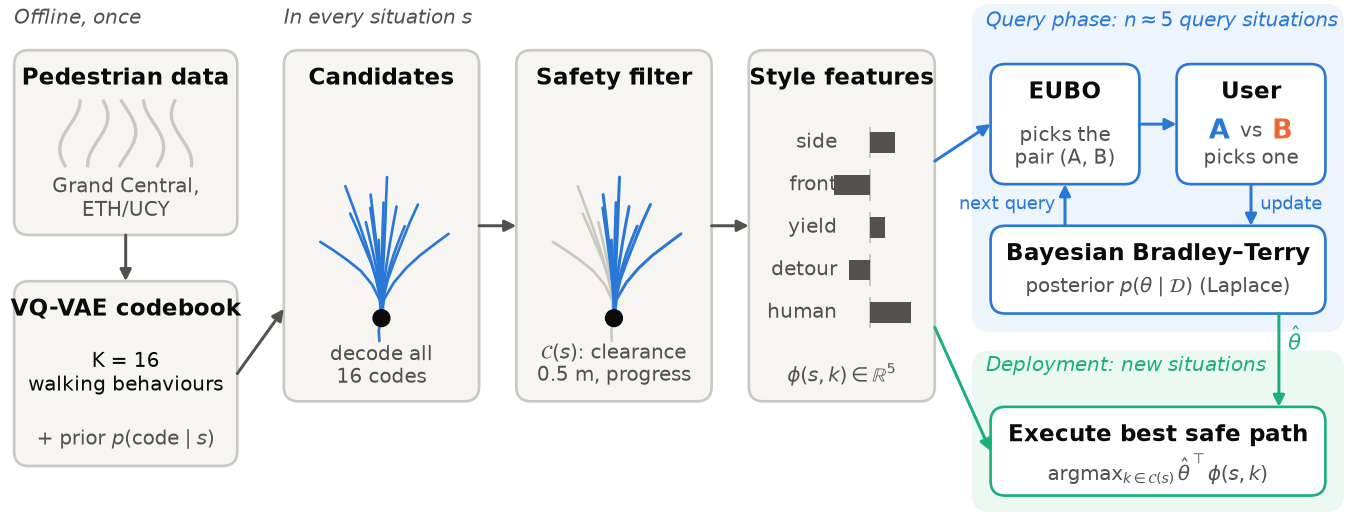 Offline, once
Pedestrian data
Grand Central,
ETH/UCY
VQ-VAE codebook
K = 16
walking behaviours
+ prior p(code | s)
In every situation s
Candidates
decode all
16 codes
Safety filter
𝒞(s): clearance
0.5 m, progress
Style features
side
front
yield
detour
human
ϕ(s, k) ∈ ℝ⁵
Query phase: n ≈ 5 query situations
EUBO
picks the
pair (A, B)
User
A vs B
picks one
next query
update
Bayesian Bradley–Terry
posterior p(θ | 𝒟) (Laplace)
θ̂
Deployment: new situations
Execute best safe path
argmax_{k ∈ 𝒞(s)} θ̂^⊤ ϕ(s, k)